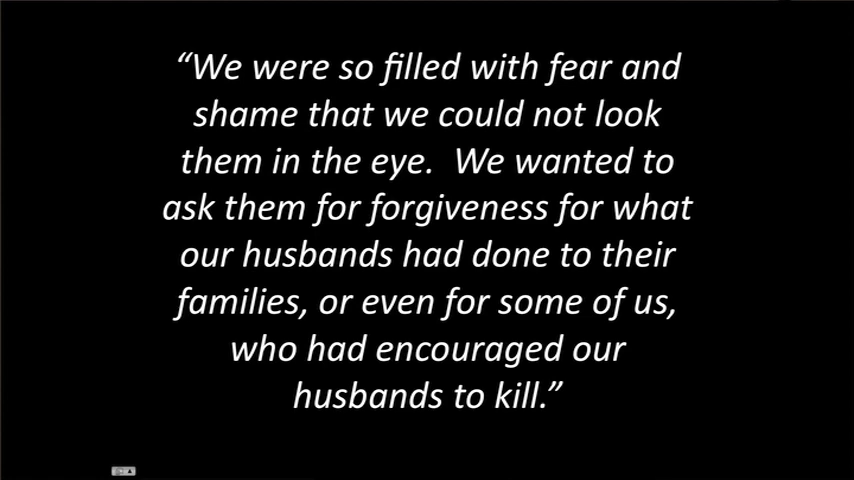 “We were so filled with fear and
shame that we could not look
them in the eye.  We wanted to
ask them for forgiveness for what
our husbands had done to their
families, or even for some of us,
who had encouraged our
husbands to kill.”